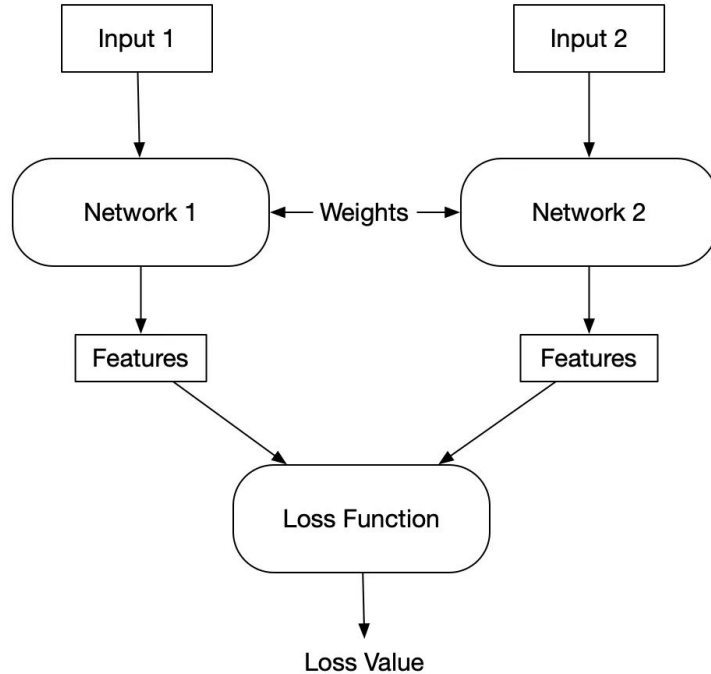 Input 1
Input 2
Network 1
Weights
Network 2
Features
Features
Loss Function
Loss Value